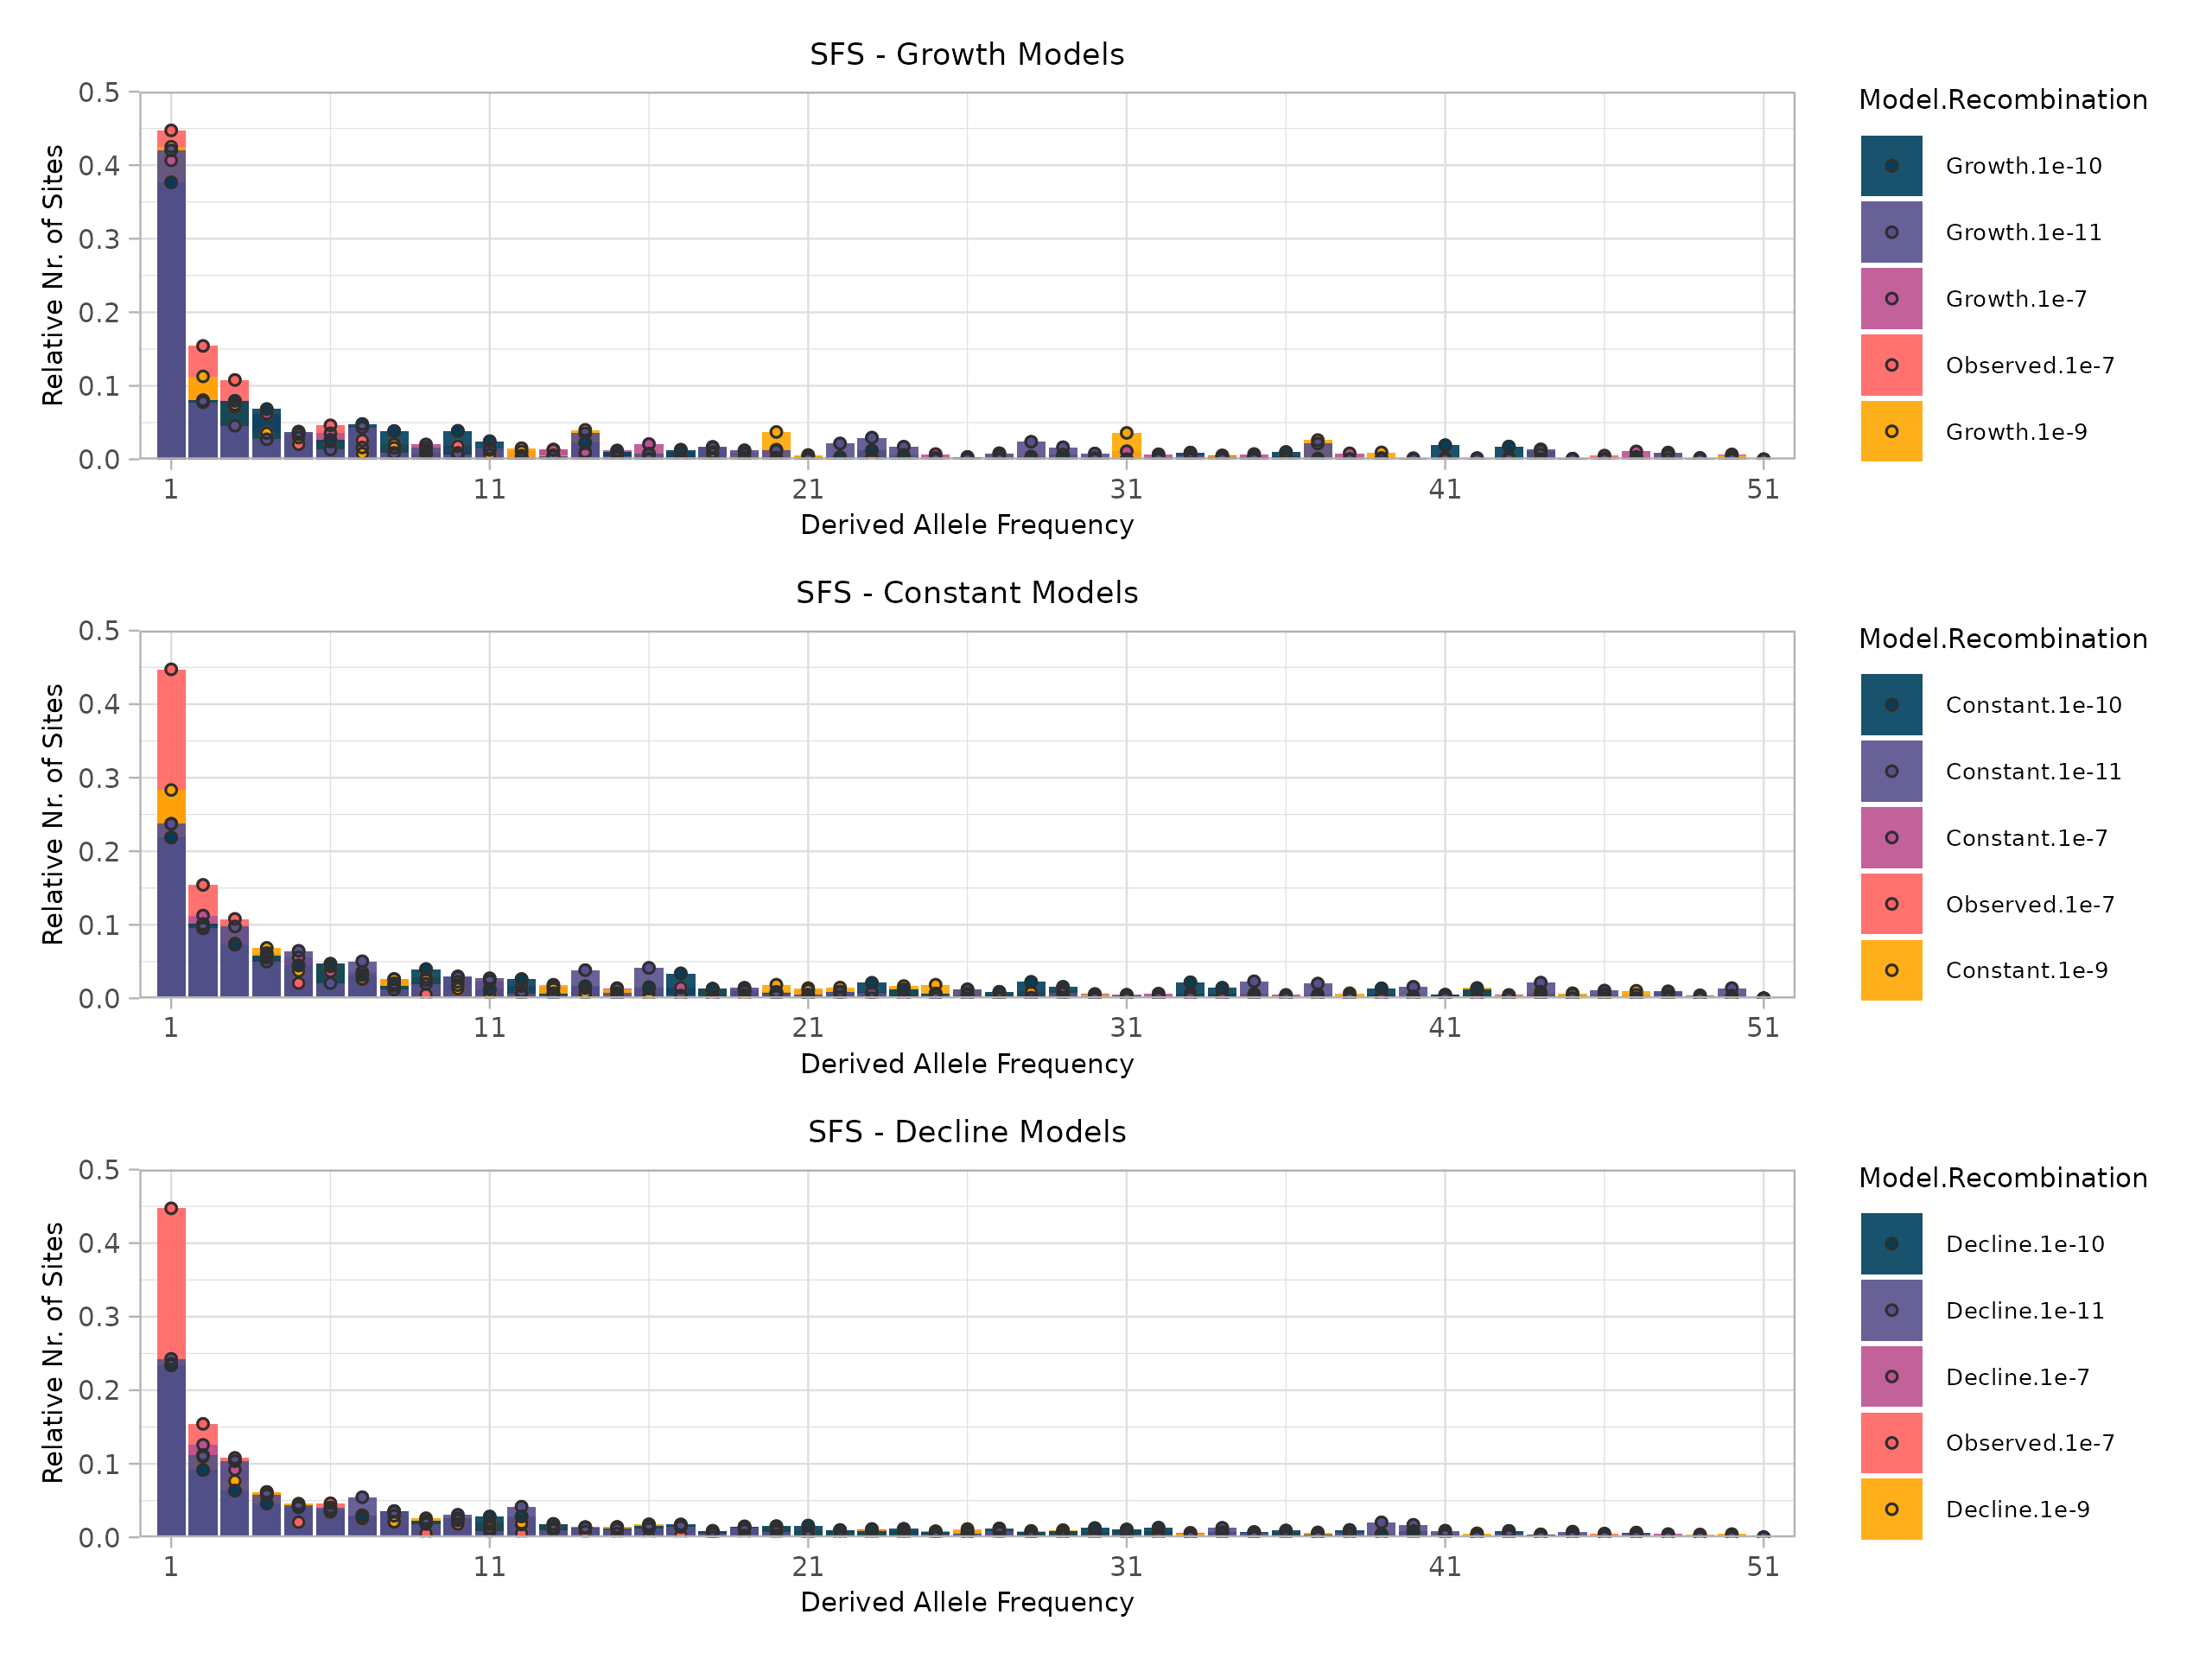 SFS - Growth Models
Relative Nr. of Sites
0.5
0.4
0.3
0.2
0.1
0.0
1 11 21 31 41 51
Derived Allele Frequency
Model.Recombination
Growth.1e-10
Growth.1e-11
Growth.1e-7
Observed.1e-7
Growth.1e-9
SFS - Constant Models
Relative Nr. of Sites
0.5
0.4
0.3
0.2
0.1
0.0
1 11 21 31 41 51
Derived Allele Frequency
Model.Recombination
Constant.1e-10
Constant.1e-11
Constant.1e-7
Observed.1e-7
Constant.1e-9
SFS - Decline Models
Relative Nr. of Sites
0.5
0.4
0.3
0.2
0.1
0.0
1 11 21 31 41 51
Derived Allele Frequency
Model.Recombination
Decline.1e-10
Decline.1e-11
Decline.1e-7
Observed.1e-7
Decline.1e-9